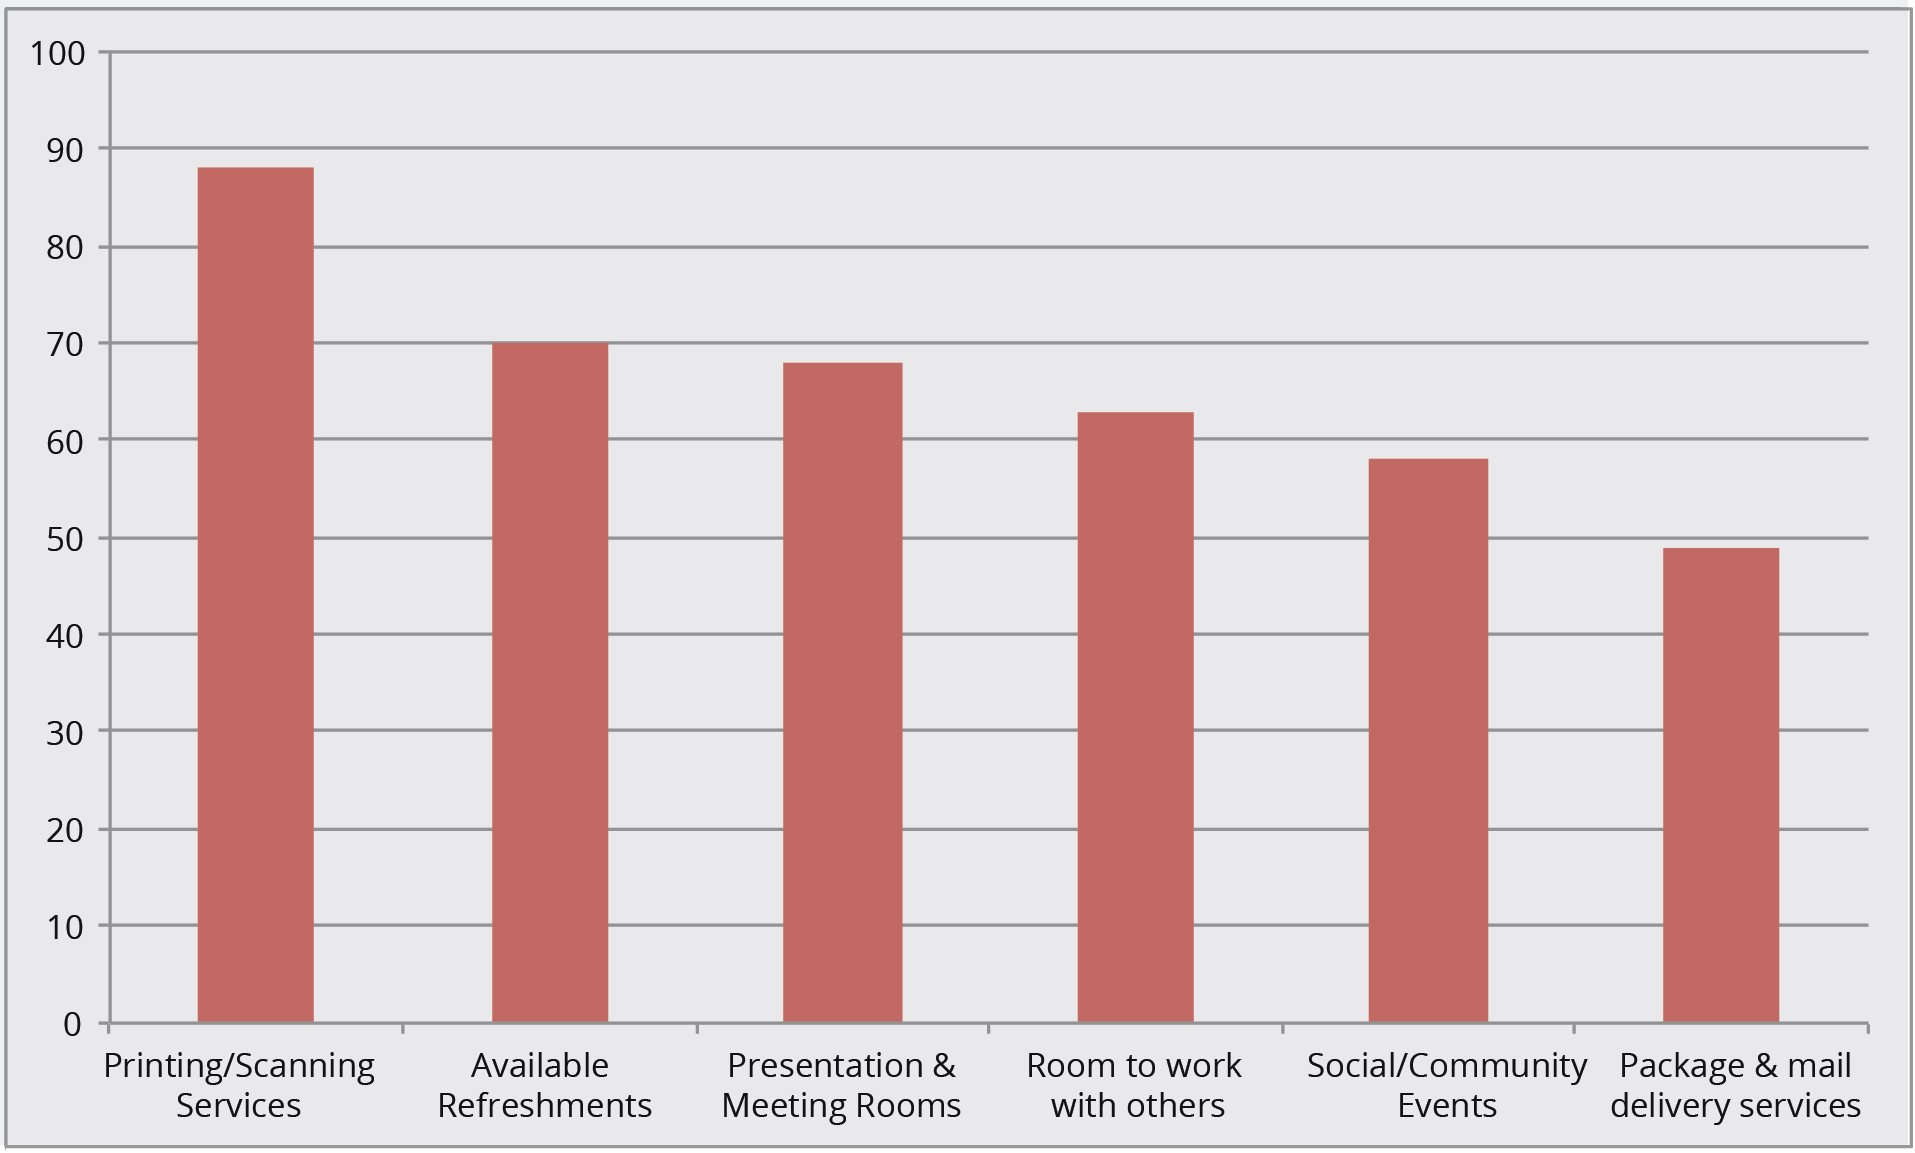 100
90
80
70
60
50
40
30
20
10
0
Printing/Scanning
Services
Available
Refreshments
Presentation &
Meeting Rooms
Room to work
with others
Social/Community
Events
Package & mail
delivery services